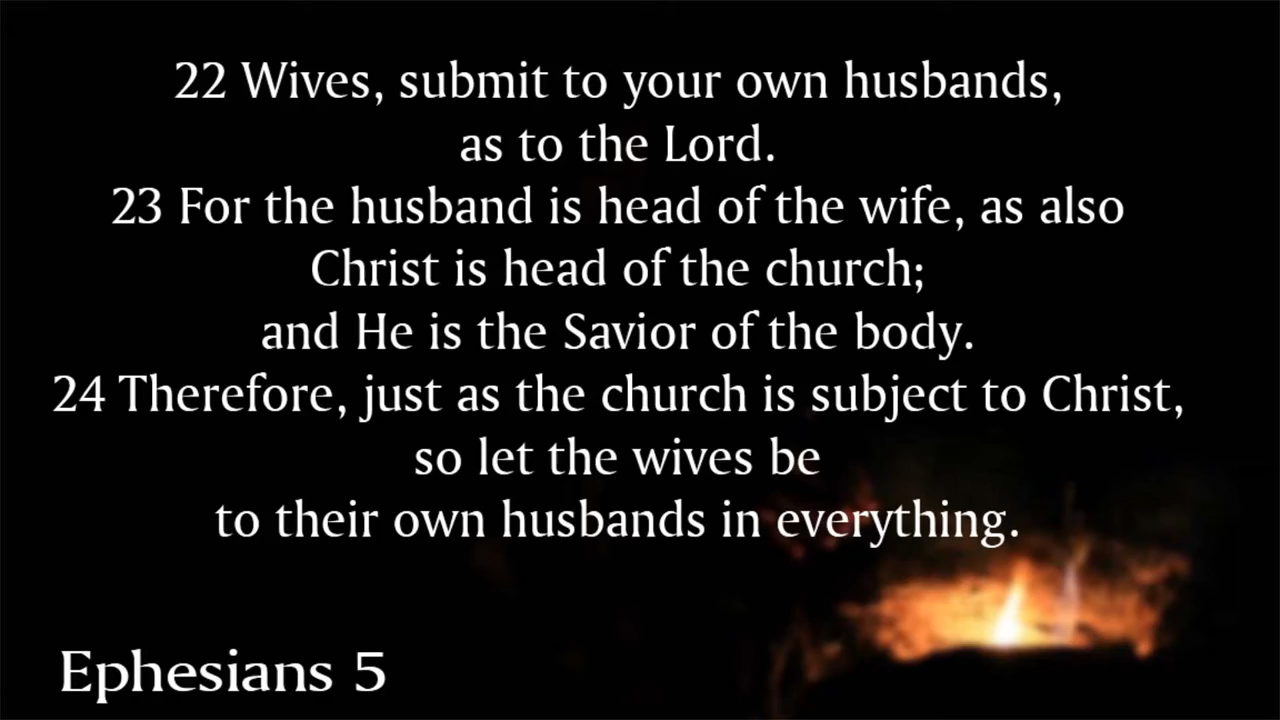 22 Wives, submit to your own husbands,
as to the Lord.
23 For the husband is head of the wife, as also
Christ is head of the church;
and He is the Savior of the body.
24 Therefore, just as the church is subject to Christ,
so let the wives be
to their own husbands in everything.
Ephesians 5